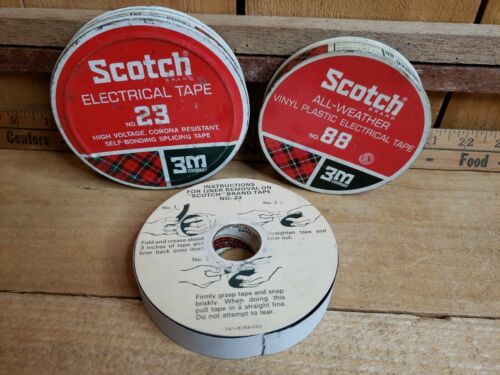 Scotch
BRAND
ELECTRICAL TAPE
NO. 23
HIGH VOLTAGE, CORONA RESISTANT,
SELF-BONDING SPLICING TAPE
3M
COMPANY
Scotch
BRAND
ALL-WEATHER
VINYL PLASTIC ELECTRICAL TAPE
NO. 88
3M
INSTRUCTIONS
FOR LINER REMOVAL ON
"SCOTCH" BRAND TAPE
NO. 23
No. 1
No. 2
Fold and crease about
3 inches of tape and
liner back onto itself
Straighten tape and
liner out.
No.
Firmly grasp tape and snap
briskly. When doing this
pull tape in a straight line.
Do not attempt to tear.
21
22
Food